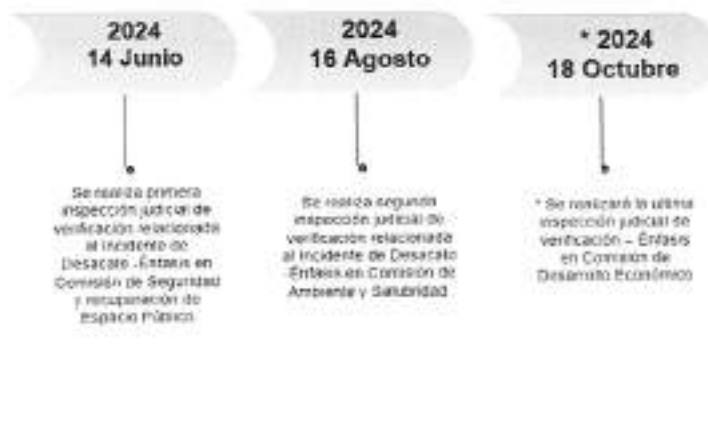 2024
14 Junio
Se realiza primera
inspección judicial de
verificación relacionada
al incidente de
Desacato -Énfasis en
Comisión de Seguridad
y recuperación de
Espacio Público
2024
16 Agosto
Se realiza segunda
inspección judicial de
verificación relacionada
al incidente de Desacato
-Énfasis en Comisión de
Ambiente y Salubridad
* 2024
18 Octubre
* Se realizará la ultima
inspección judicial de
verificación – Énfasis
en Comisión de
Desarrollo Económico